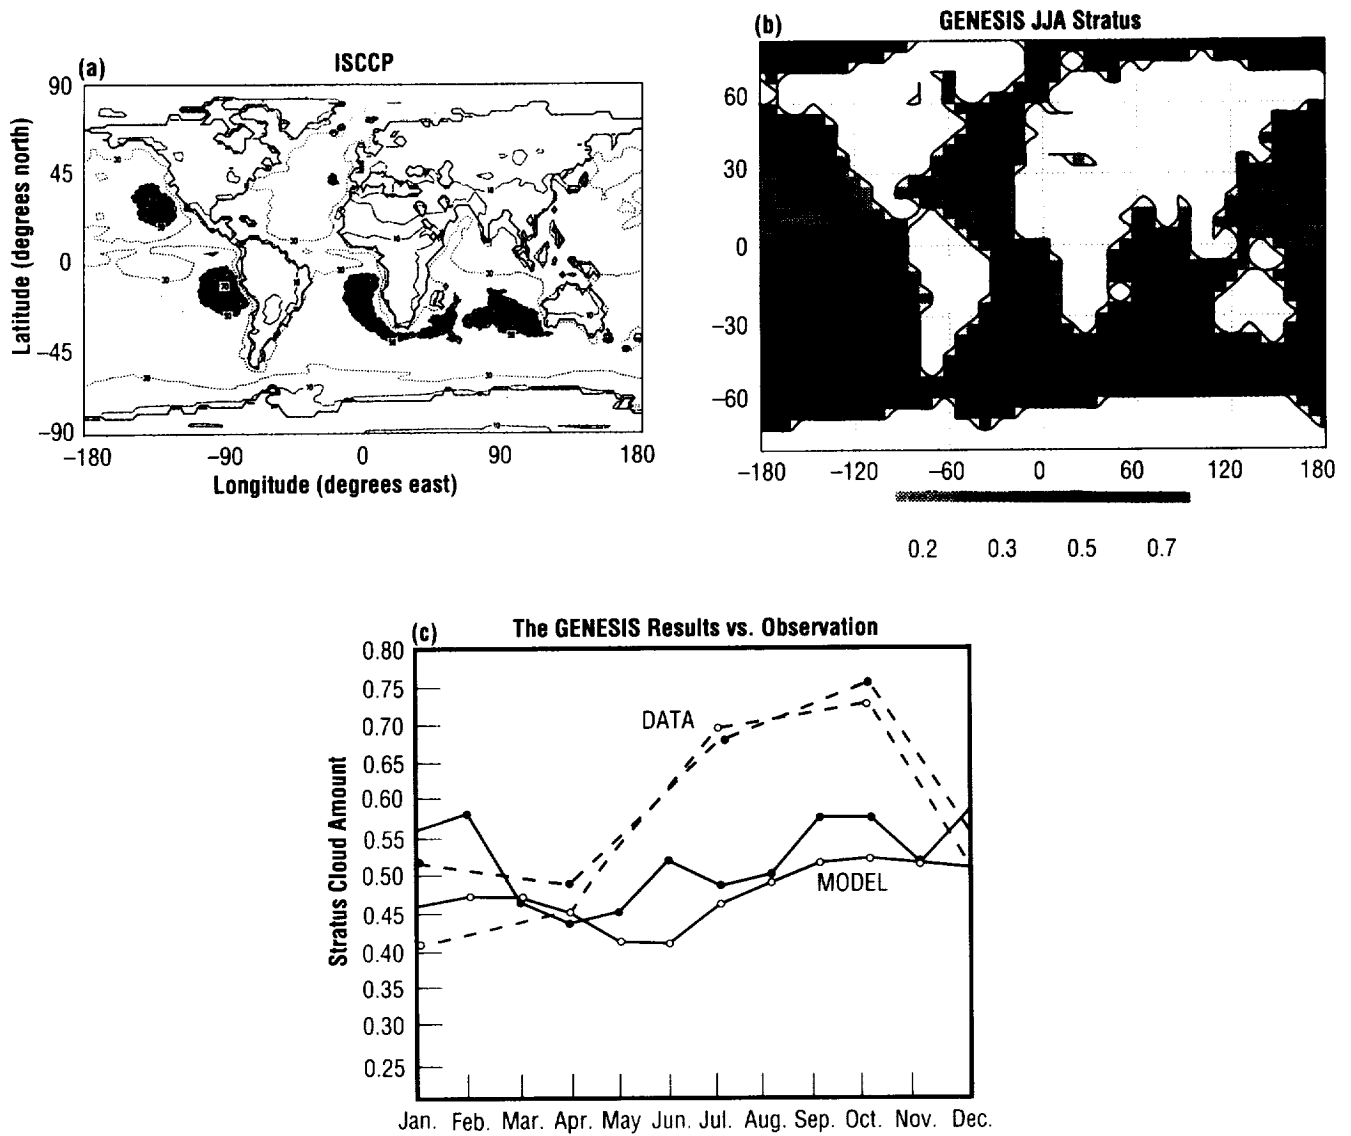 (a)
ISCCP
90
45
0
−45
−90
Latitude (degrees north)
−180 −90 0 90 180
Longitude (degrees east)
(b)
GENESIS JJA Stratus
60
30
0
−30
−60
−180 −120 −60 0 60 120 180
0.2 0.3 0.5 0.7
(c)
The GENESIS Results vs. Observation
0.80
0.75
0.70
0.65
0.60
0.55
0.50
0.45
0.40
0.35
0.30
0.25
Stratus Cloud Amount
DATA
MODEL
Jan. Feb. Mar. Apr. May Jun. Jul. Aug. Sep. Oct. Nov. Dec.